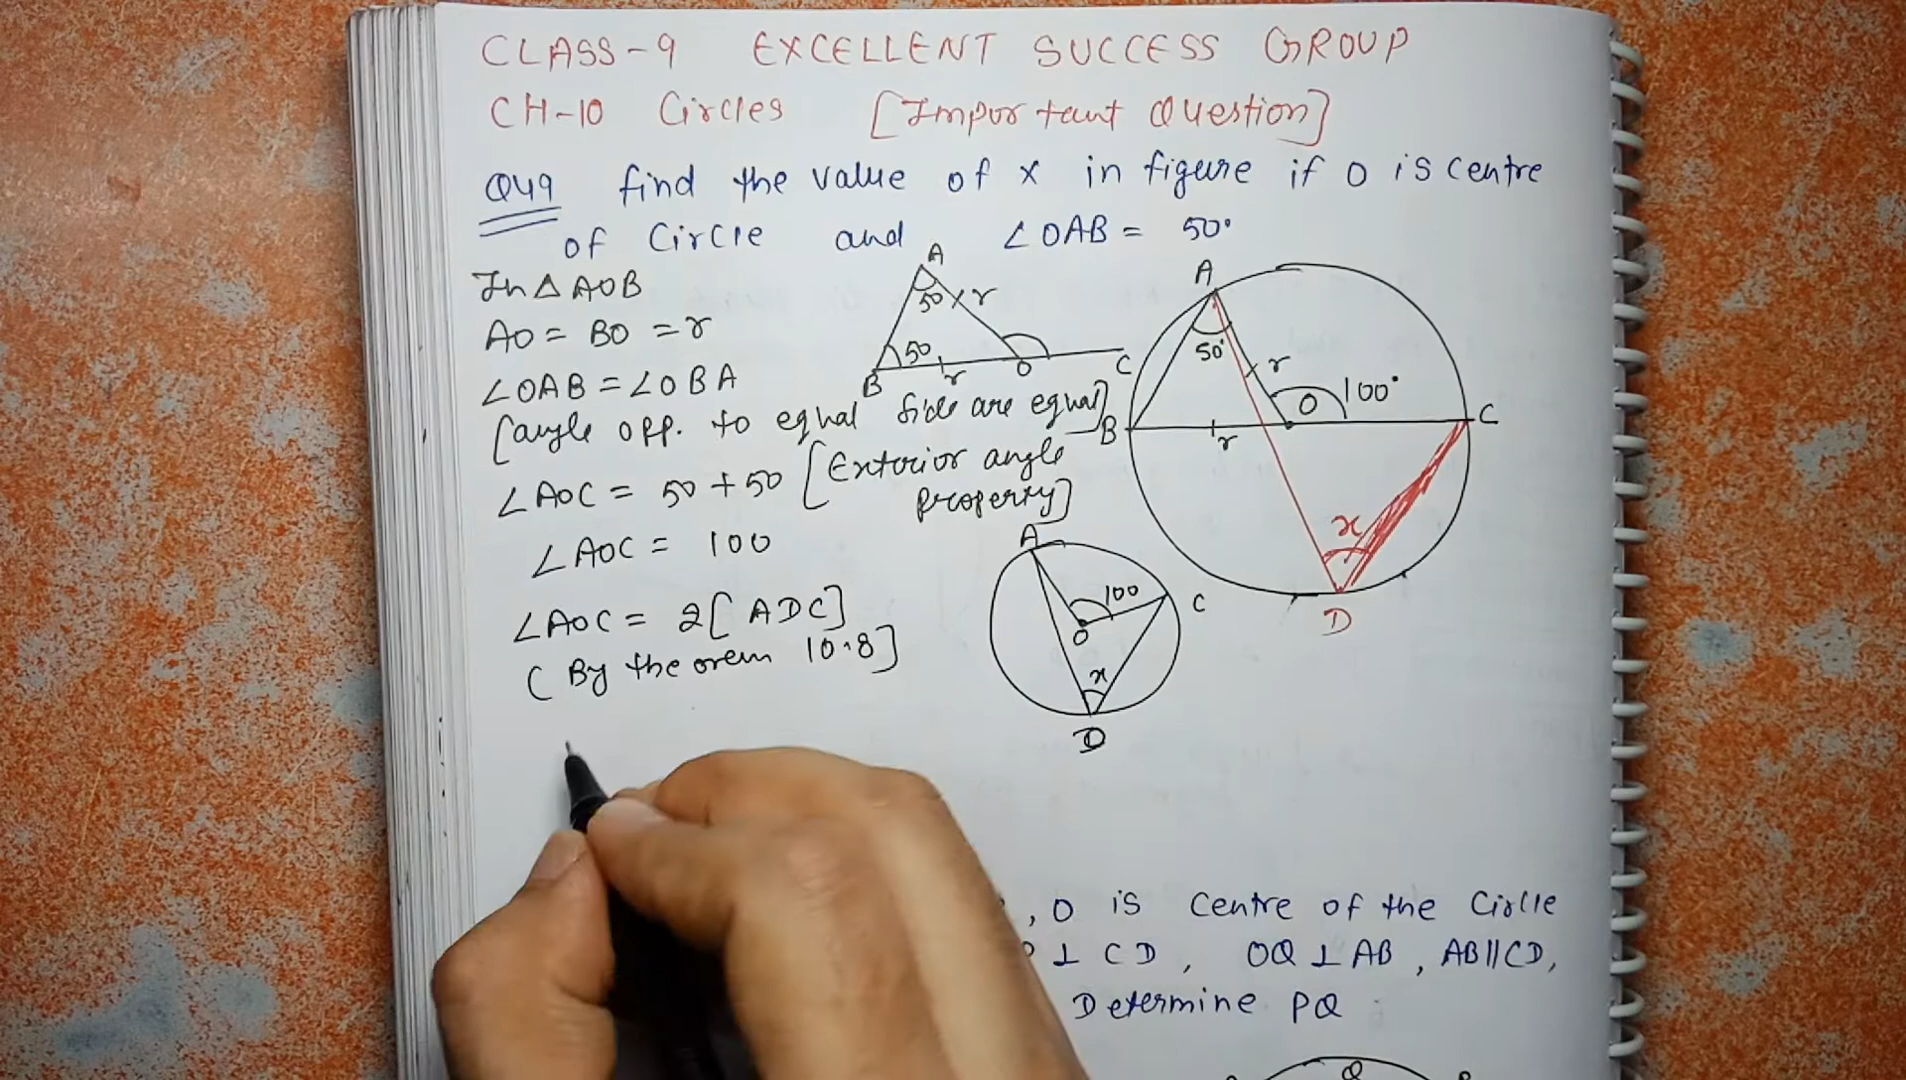 CLASS-9 EXCELLENT SUCCESS GROUP
CH-10 Circles [Important Question]
Q49 find the value of x in figure if O is centre
of Circle and ∠OAB = 50°
In △AOB
AO = BO = r
∠OAB = ∠OBA
[angle opp. to equal side are equal]
∠AOC = 50 + 50 [Exterior angle
property]
∠AOC = 100
∠AOC = 2[ADC]
(By theorem 10.8]
A
50
r
50
B
r
O
C
A
50°
r
O
100°
B
r
C
x
D
A
100
C
O
x
D
, O is Centre of the Circle
⊥ CD, OQ ⊥ AB, AB||CD,
Determine PQ
Q